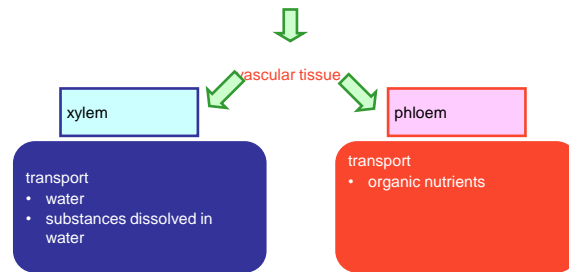 vascular tissue
xylem
phloem
transport
• water
• substances dissolved in
water
transport
• organic nutrients